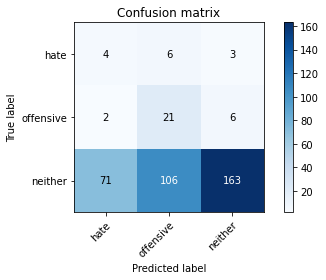 Confusion matrix
hate 4 6 3
offensive 2 21 6
neither 71 106 163
hate offensive neither
True label
Predicted label
160
140
120
100
80
60
40
20